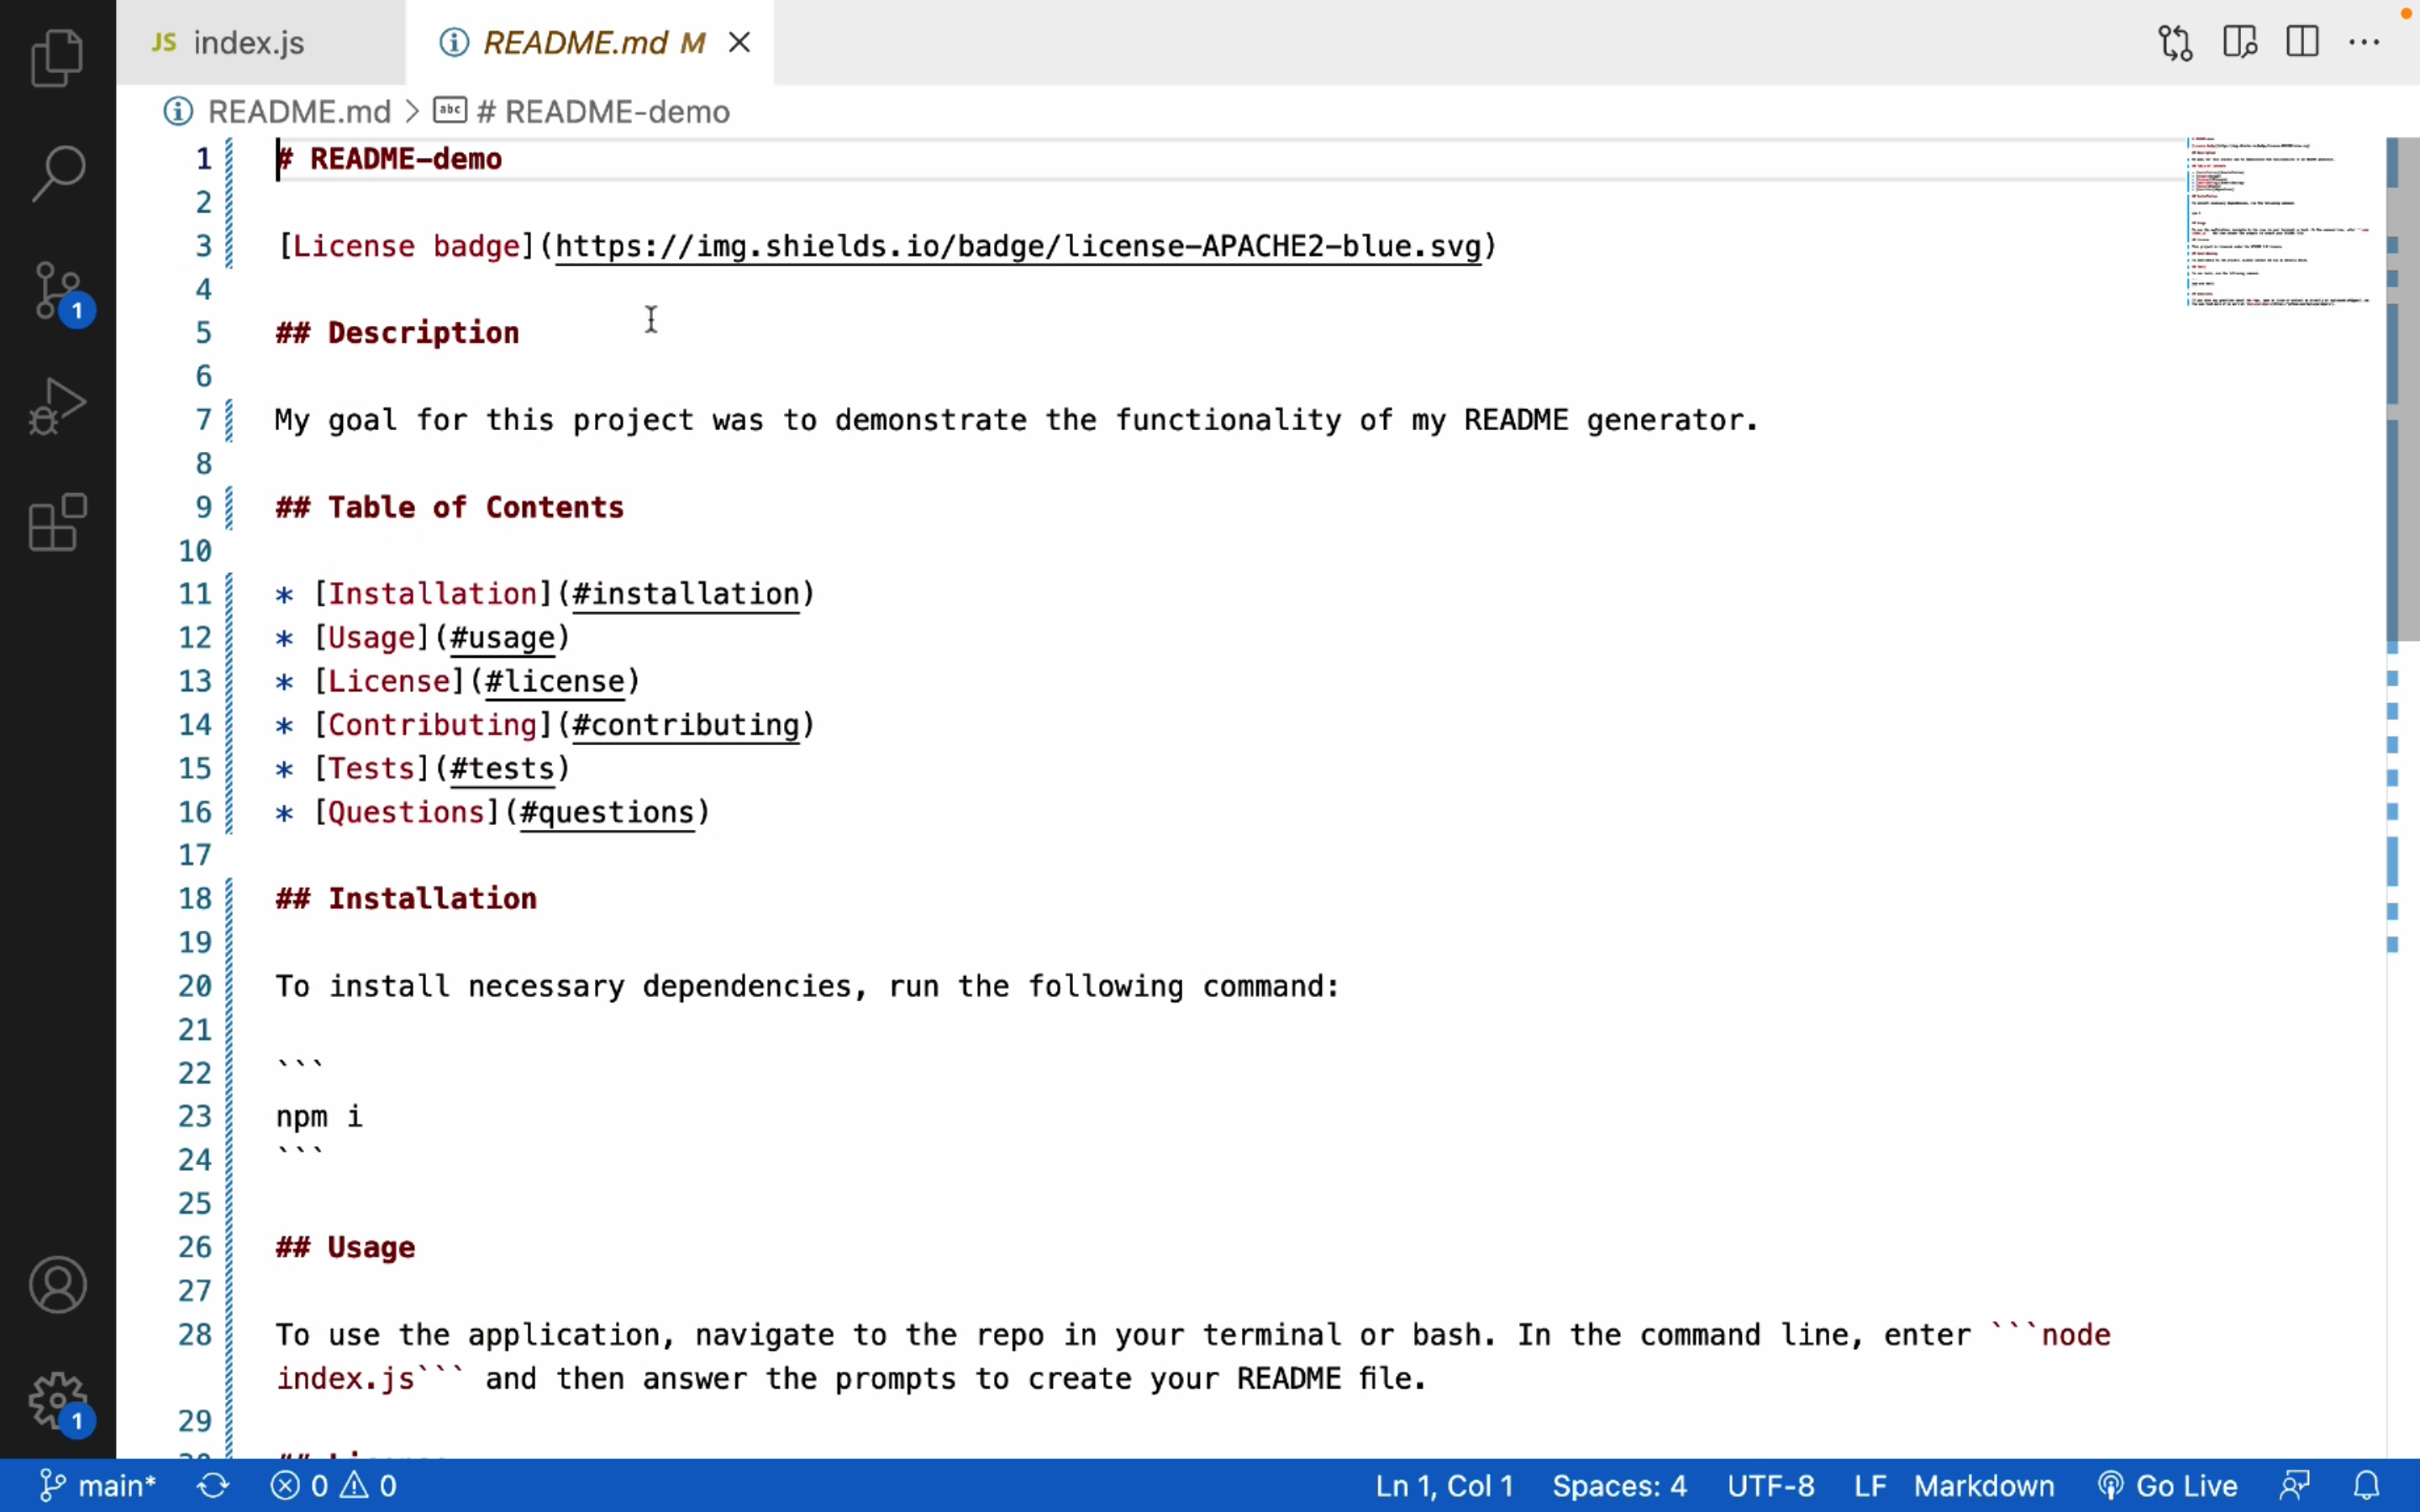 JS index.js
README.md M
README.md > abc # README-demo
1 # README-demo
2
3 [License badge](https://img.shields.io/badge/license-APACHE2-blue.svg)
4
5 ## Description
6
7 My goal for this project was to demonstrate the functionality of my README generator.
8
9 ## Table of Contents
10
11 * [Installation](#installation)
12 * [Usage](#usage)
13 * [License](#license)
14 * [Contributing](#contributing)
15 * [Tests](#tests)
16 * [Questions](#questions)
17
18 ## Installation
19
20 To install necessary dependencies, run the following command:
21
22 ```
23 npm i
24 ```
25
26 ## Usage
27
28 To use the application, navigate to the repo in your terminal or bash. In the command line, enter ```node
index.js``` and then answer the prompts to create your README file.
29
1
1
main* 0 0 Ln 1, Col 1 Spaces: 4 UTF-8 LF Markdown Go Live